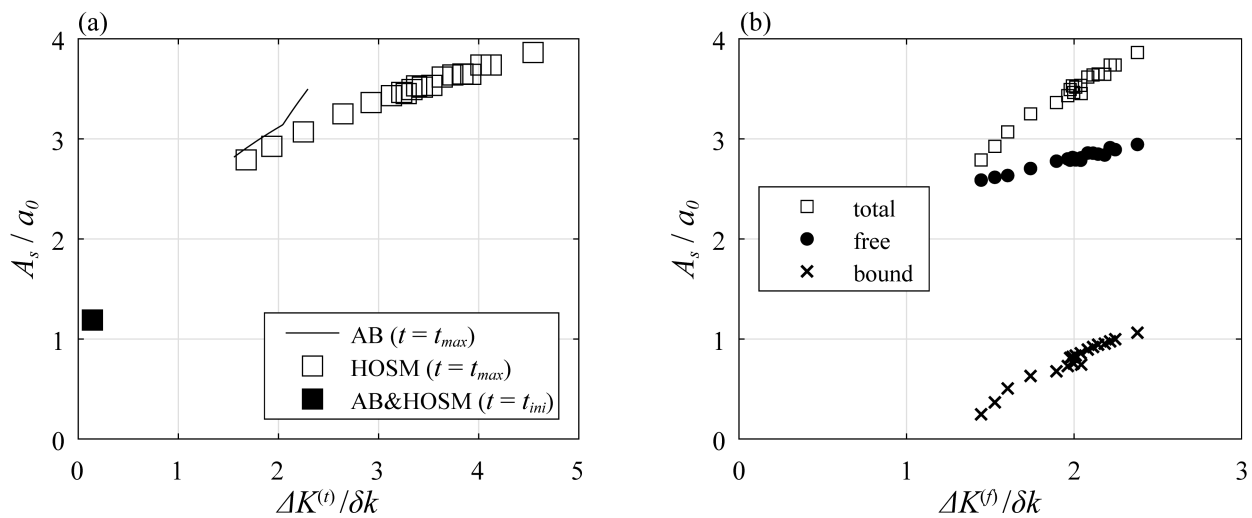 (a)
4
3
2
1
0
A_s / a_0
0 1 2 3 4 5
ΔK^(t)/δk
AB (t = t_max)
HOSM (t = t_max)
AB&HOSM (t = t_ini)
(b)
4
3
2
1
0
A_s / a_0
0 1 2 3
ΔK^(f)/δk
total
free
bound